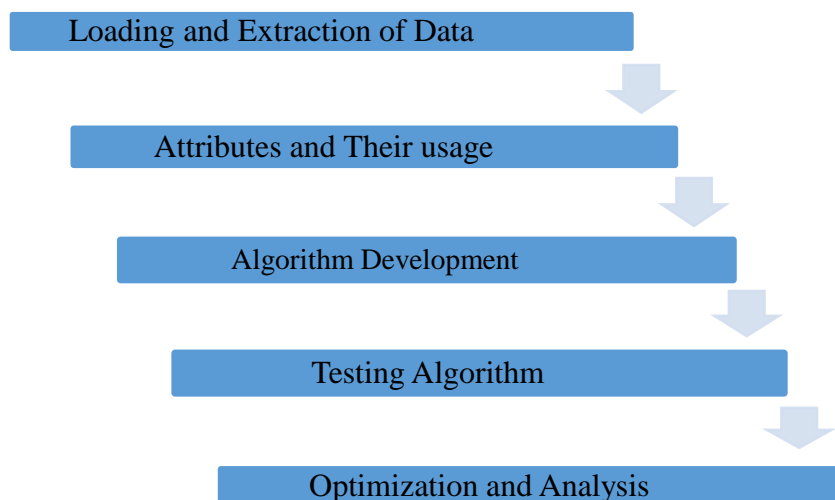 Loading and Extraction of Data
Attributes and Their usage
Algorithm Development
Testing Algorithm
Optimization and Analysis